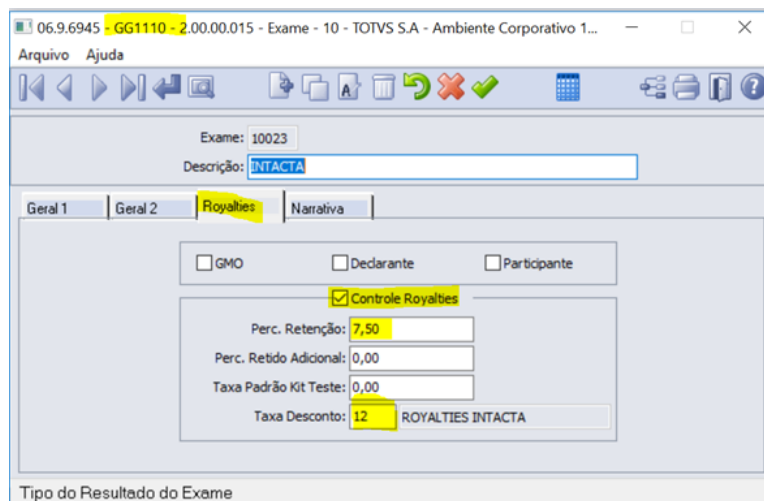 06.9.6945 - GG1110 - 2.00.00.015 - Exame - 10 - TOTVS S.A - Ambiente Corporativo 1...
Arquivo Ajuda
Exame: 10023
Descrição: INTACTA
Geral 1 Geral 2 Royalties Narrativa
GMO Declarante Participante
Controle Royalties
Perc. Retenção: 7,50
Perc. Retido Adicional: 0,00
Taxa Padrão Kit Teste: 0,00
Taxa Desconto: 12 ROYALTIES INTACTA
Tipo do Resultado do Exame